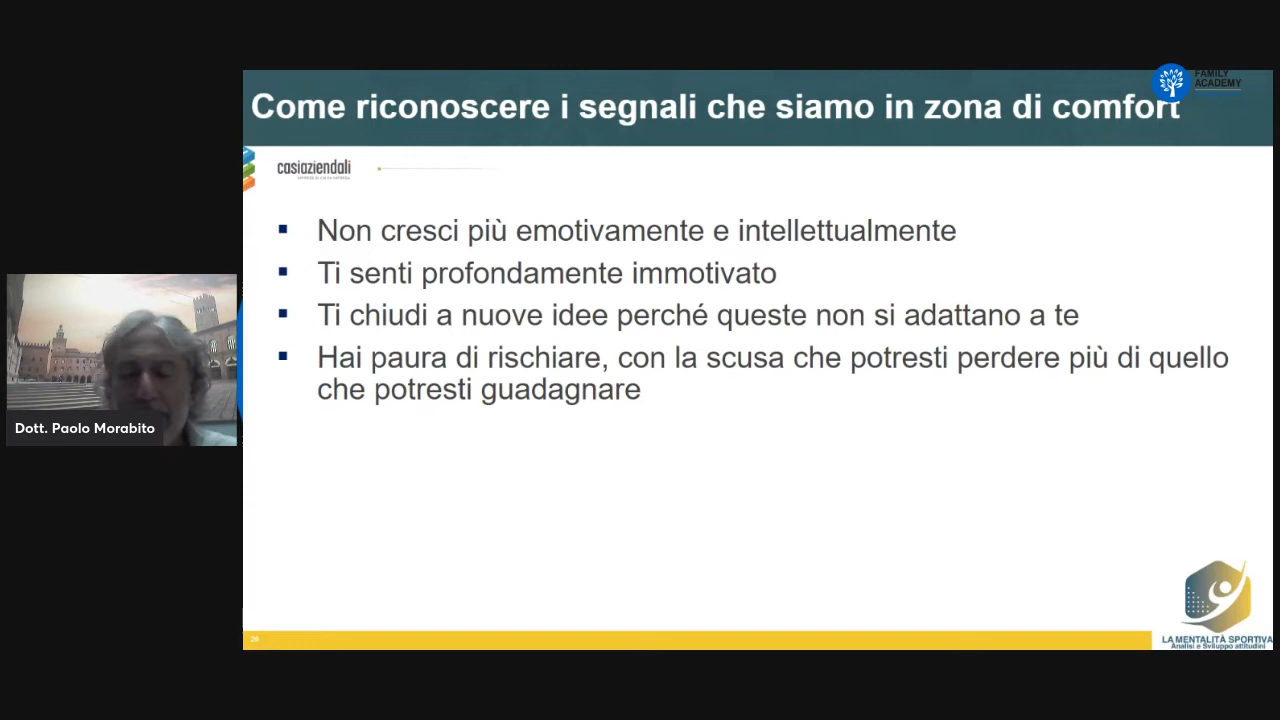 Come riconoscere i segnali che siamo in zona di comfort
FAMILY
ACADEMY
casiaziendali
Non cresci più emotivamente e intellettualmente
Ti senti profondamente immotivato
Ti chiudi a nuove idee perché queste non si adattano a te
Hai paura di rischiare, con la scusa che potresti perdere più di quello
che potresti guadagnare
Dott. Paolo Morabito
LA MENTALITÀ SPORTIVA
Analisi e Sviluppo attitudini